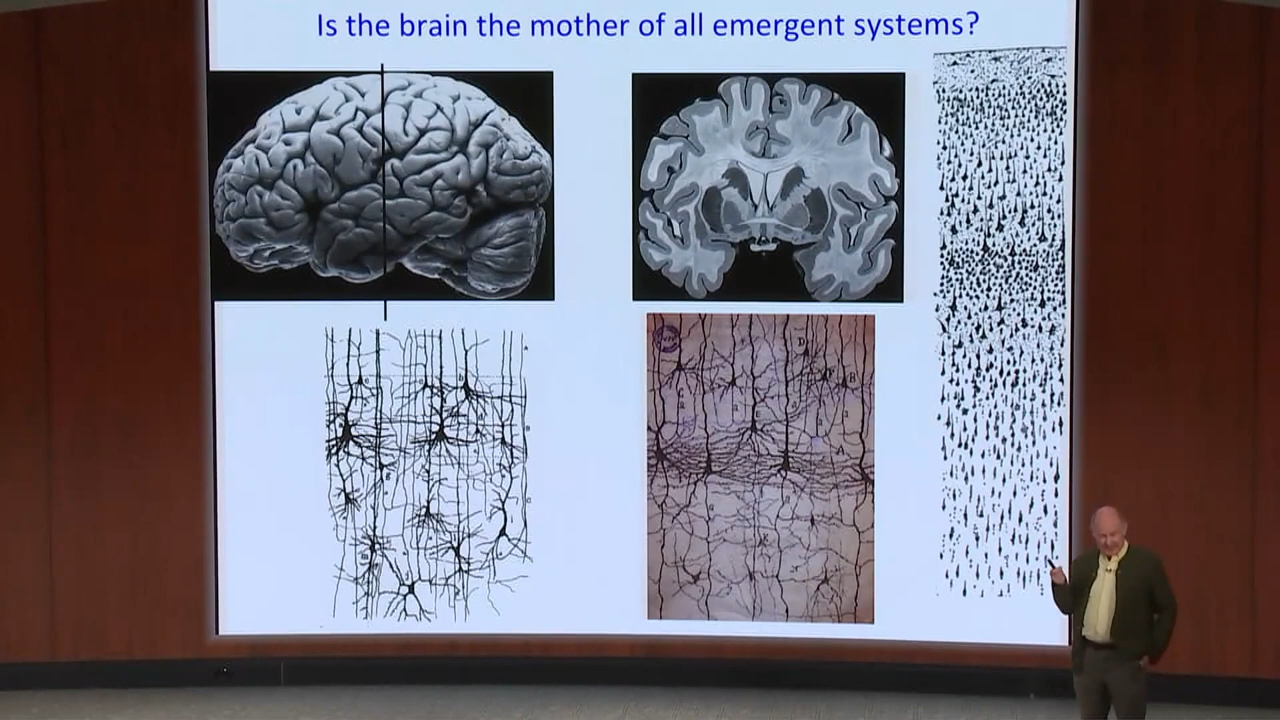 Is the brain the mother of all emergent systems?